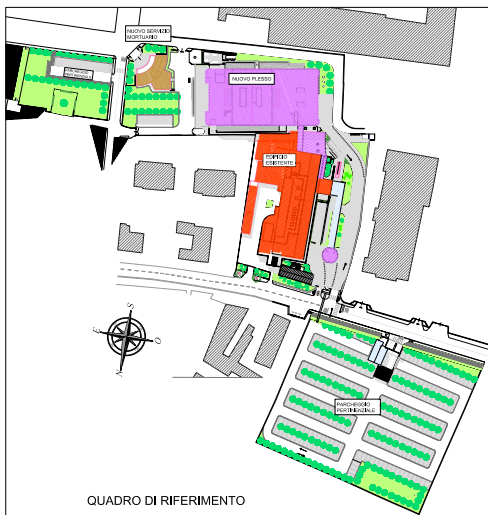 NUOVO SERVIZIO
MORTUARIO
NUOVO PLESSO
EDIFICIO
ESISTENTE
S
E
O
N
PARCHEGGIO
PERTINENZIALE
QUADRO DI RIFERIMENTO